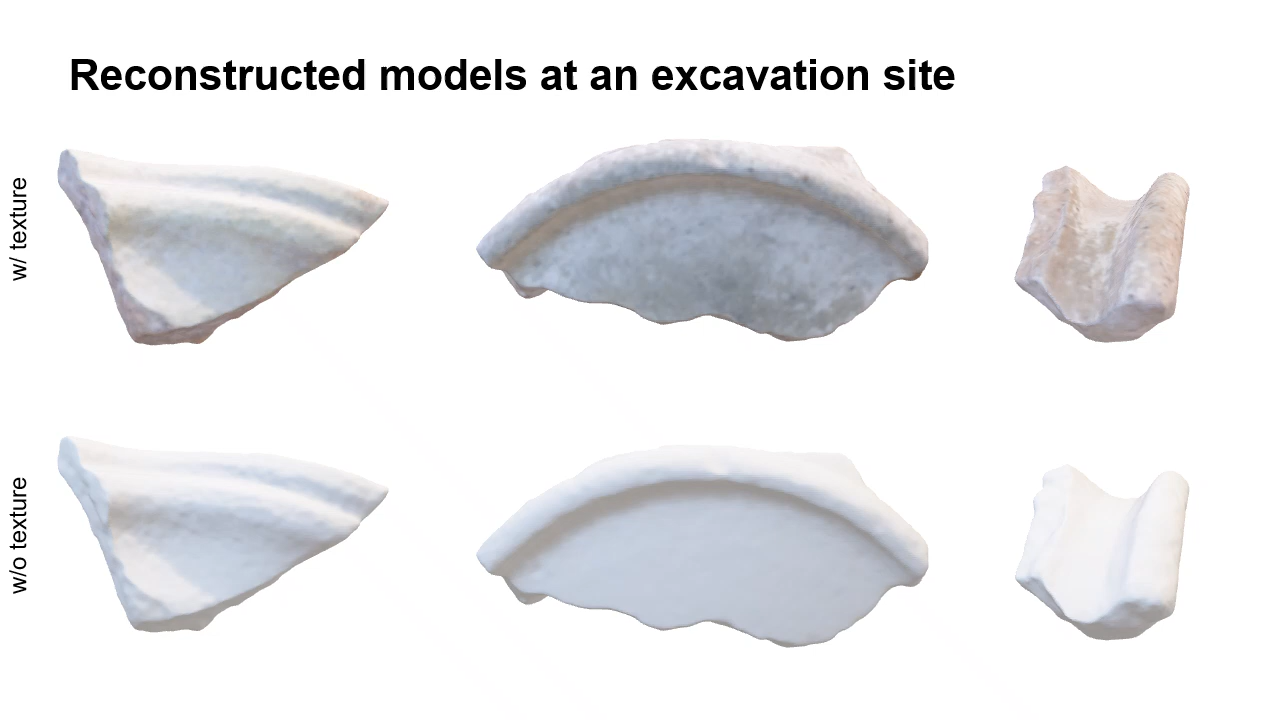 Reconstructed models at an excavation site
w/ texture
w/o texture